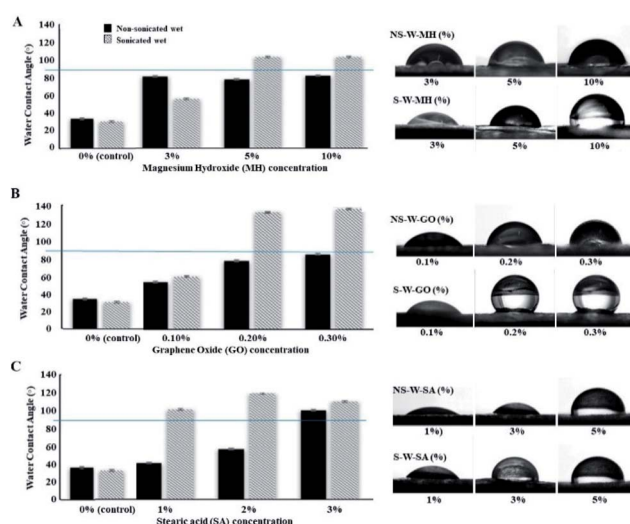 A
Non-sonicated wet
Sonicated wet
Water Contact Angle (°)
140
120
100
80
60
40
20
0
0% (control) 3% 5% 10%
Magnesium Hydroxide (MH) concentration
NS-W-MH (%)
3% 5% 10%
S-W-MH (%)
3% 5% 10%
B
Water Contact Angle (°)
140
120
100
80
60
40
20
0
0% (control) 0.10% 0.20% 0.30%
Graphene Oxide (GO) concentration
NS-W-GO (%)
0.1% 0.2% 0.3%
S-W-GO (%)
0.1% 0.2% 0.3%
C
Water Contact Angle (°)
140
120
100
80
60
40
20
0
0% (control) 1% 2% 3%
Stearic acid (SA) concentration
NS-W-SA (%)
1%) 3% 5%
S-W-SA (%)
1% 3% 5%